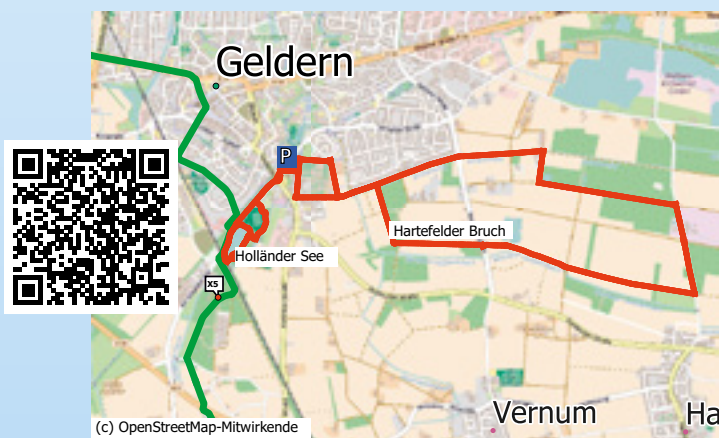 Geldern
P
Hartefelder Bruch
Holländer See
X5
Vernum
Ha
(c) OpenStreetMap-Mitwirkende